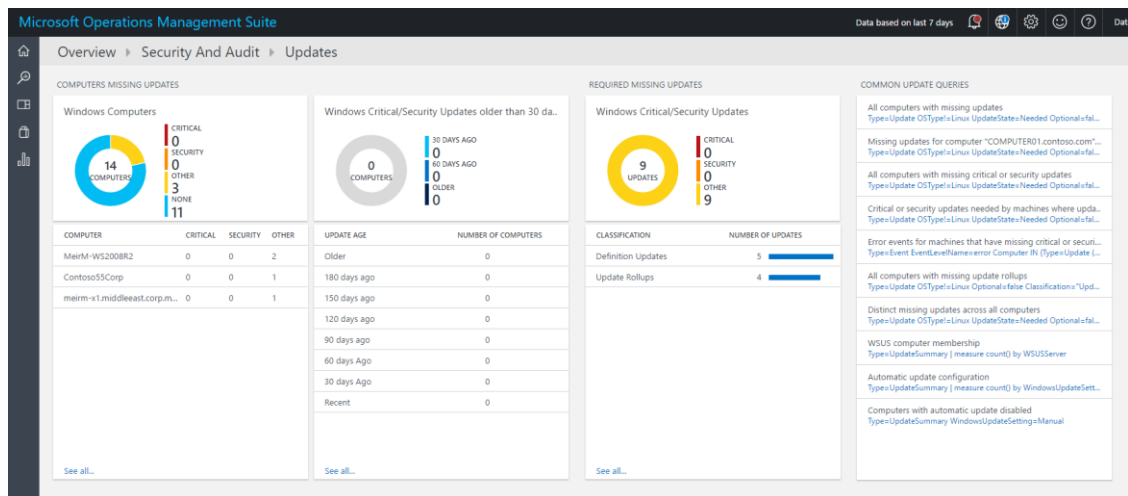 Microsoft Operations Management Suite
Data based on last 7 days
Dat
Overview ▸ Security And Audit ▸ Updates
COMPUTERS MISSING UPDATES
Windows Computers
14
COMPUTERS
CRITICAL
0
SECURITY
0
OTHER
3
NONE
11
COMPUTER CRITICAL SECURITY OTHER
MeirM-WS2008R2 0 0 2
Contoso55Corp 0 0 1
meirm-x1.middleeast.corp.m... 0 0 1
See all...
Windows Critical/Security Updates older than 30 da..
0
COMPUTERS
30 DAYS AGO
0
60 DAYS AGO
0
OLDER
0
UPDATE AGE NUMBER OF COMPUTERS
Older 0
180 days ago 0
150 days ago 0
120 days ago 0
90 days ago 0
60 days Ago 0
30 days Ago 0
Recent 0
See all...
REQUIRED MISSING UPDATES
Windows Critical/Security Updates
9
UPDATES
CRITICAL
0
SECURITY
0
OTHER
9
CLASSIFICATION NUMBER OF UPDATES
Definition Updates 5
Update Rollups 4
See all...
COMMON UPDATE QUERIES
All computers with missing updates
Type=Update OSType!=Linux UpdateState=Needed Optional=fal...
Missing updates for computer "COMPUTER01.contoso.com"...
Type=Update OSType!=Linux UpdateState=Needed Optional=fal...
All computers with missing critical or security updates
Type=Update OSType!=Linux UpdateState=Needed Optional=fal...
Critical or security updates needed by machines where upda..
Type=Update OSType!=Linux UpdateState=Needed Optional=fal...
Error events for machines that have missing critical or securi...
Type=Event EventLevelName=error Computer IN {Type=Update (...
All computers with missing update rollups
Type=Update OSType!=Linux Optional=false Classification="Upd...
Distinct missing updates across all computers
Type=Update OSType!=Linux UpdateState=Needed Optional=fal...
WSUS computer membership
Type=UpdateSummary | measure count() by WSUSServer
Automatic update configuration
Type=UpdateSummary | measure count() by WindowsUpdateSett...
Computers with automatic update disabled
Type=UpdateSummary WindowsUpdateSetting=Manual